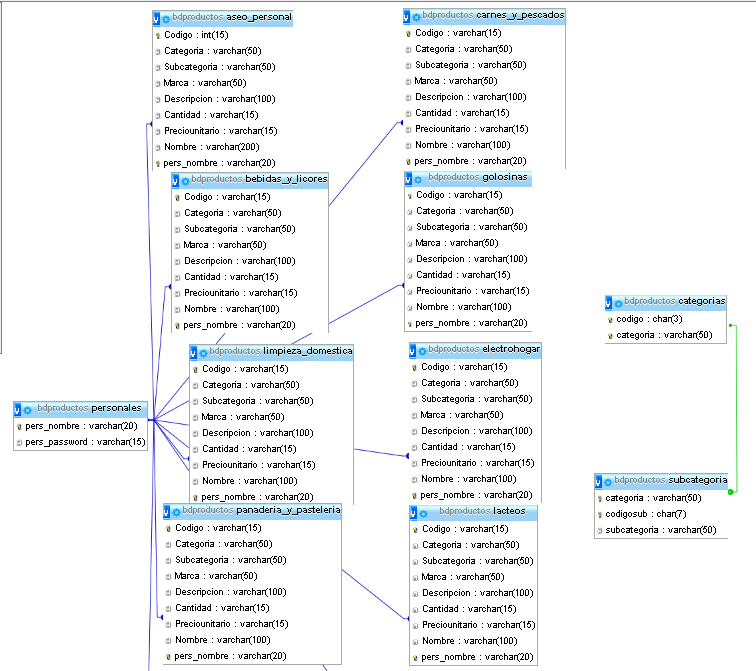 bdproductos aseo_personal
Codigo : int(15)
Categoria : varchar(50)
Subcategoria : varchar(50)
Marca : varchar(50)
Descripcion : varchar(100)
Cantidad : varchar(15)
Preciounitario : varchar(15)
Nombre : varchar(200)
pers_nombre : varchar(20)
bdproductos carnes_y_pescados
Codigo : varchar(15)
Categoria : varchar(50)
Subcategoria : varchar(50)
Marca : varchar(50)
Descripcion : varchar(100)
Cantidad : varchar(15)
Preciounitario : varchar(15)
Nombre : varchar(100)
pers_nombre : varchar(20)
bdproductos bebidas_y_licores
Codigo : varchar(15)
Categoria : varchar(50)
Subcategoria : varchar(50)
Marca : varchar(50)
Descripcion : varchar(100)
Cantidad : varchar(15)
Preciounitario : varchar(15)
Nombre : varchar(100)
pers_nombre : varchar(20)
bdproductos golosinas
Codigo : varchar(15)
Categoria : varchar(50)
Subcategoria : varchar(50)
Marca : varchar(50)
Descripcion : varchar(100)
Cantidad : varchar(15)
Preciounitario : varchar(15)
Nombre : varchar(100)
pers_nombre : varchar(20)
bdproductos categorias
codigo : char(3)
categoria : varchar(50)
bdproductos limpieza_domestica
Codigo : varchar(15)
Categoria : varchar(50)
Subcategoria : varchar(50)
Marca : varchar(50)
Descripcion : varchar(100)
Cantidad : varchar(15)
Preciounitario : varchar(15)
Nombre : varchar(100)
pers_nombre : varchar(20)
bdproductos electrohogar
Codigo : varchar(15)
Categoria : varchar(50)
Subcategoria : varchar(50)
Marca : varchar(50)
Descripcion : varchar(100)
Cantidad : varchar(15)
Preciounitario : varchar(15)
Nombre : varchar(100)
pers_nombre : varchar(20)
bdproductos personales
pers_nombre : varchar(20)
pers_password : varchar(15)
bdproductos subcategoria
categoria : varchar(50)
codigosub : char(7)
subcategoria : varchar(50)
bdproductos panaderia_y_pasteleria
Codigo : varchar(15)
Categoria : varchar(50)
Subcategoria : varchar(50)
Marca : varchar(50)
Descripcion : varchar(100)
Cantidad : varchar(15)
Preciounitario : varchar(15)
Nombre : varchar(100)
pers_nombre : varchar(20)
bdproductos lacteos
Codigo : varchar(15)
Categoria : varchar(50)
Subcategoria : varchar(50)
Marca : varchar(50)
Descripcion : varchar(100)
Cantidad : varchar(15)
Preciounitario : varchar(15)
Nombre : varchar(100)
pers_nombre : varchar(20)